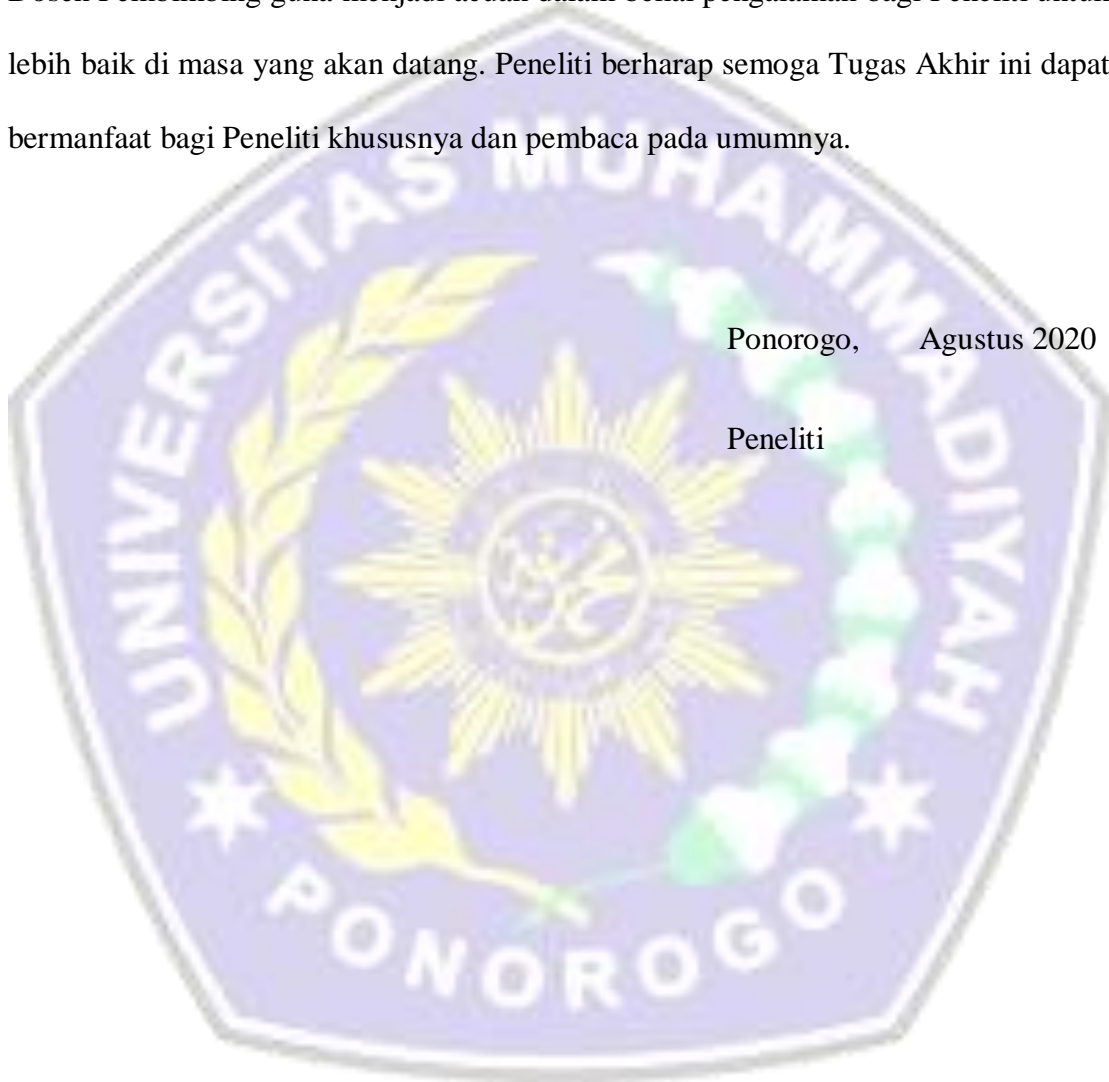 lebih baik di masa yang akan datang. Peneliti berharap semoga Tugas Akhir ini dapat
bermanfaat bagi Peneliti khususnya dan pembaca pada umumnya.
UNIVERSITAS MUHAMMADIYAH
Ponorogo, Agustus 2020
Peneliti
PONOROGO